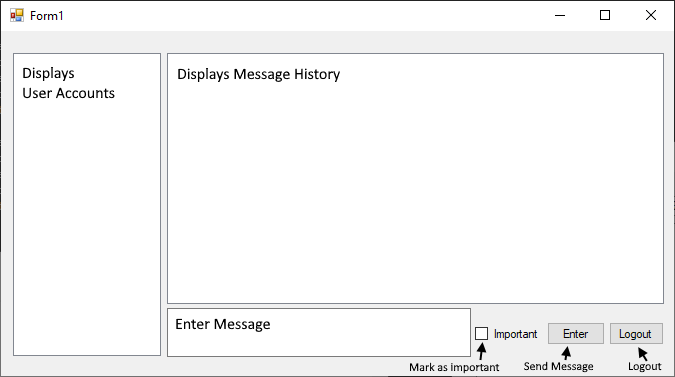 Form1
Displays
User Accounts
Displays Message History
Enter Message
Important
Enter
Logout
Mark as important
Send Message
Logout